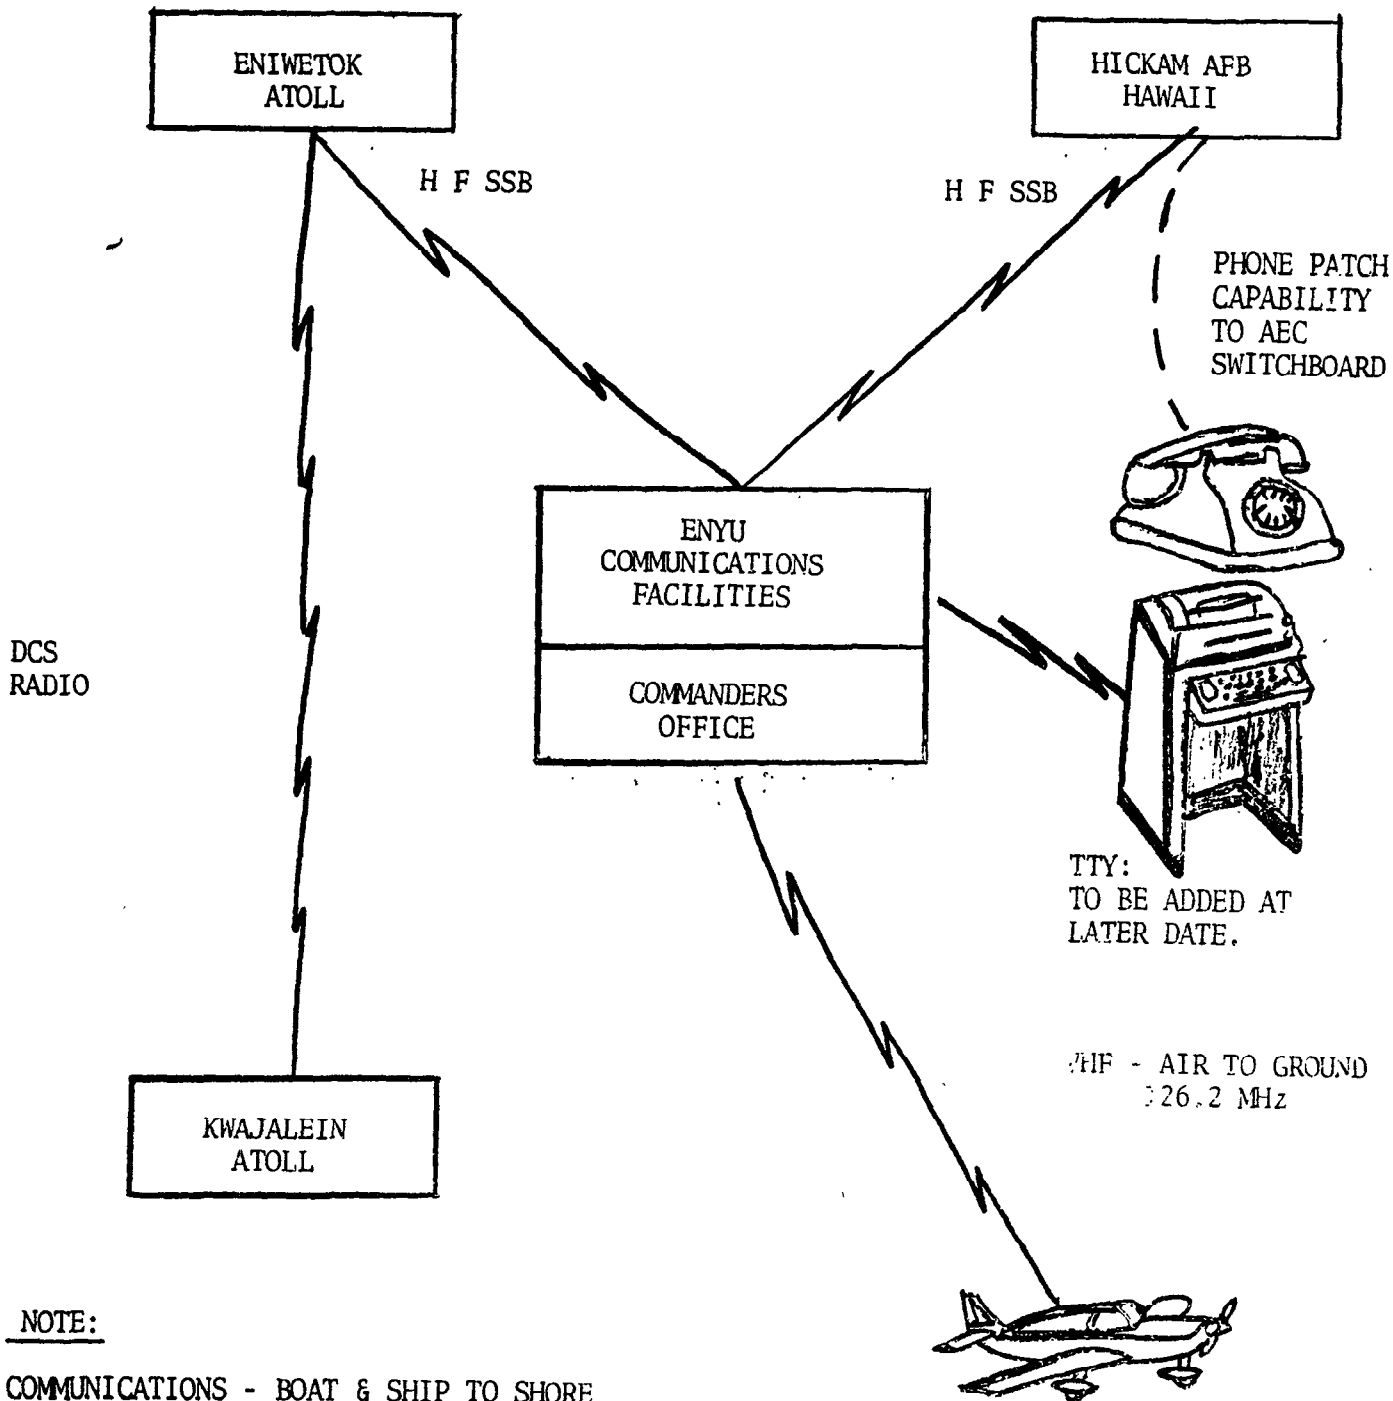 ENIWETOK
ATOLL
HICKAM AFB
HAWAII
H F SSB
H F SSB
PHONE PATCH
CAPABILITY
TO AEC
SWITCHBOARD
ENYU
COMMUNICATIONS
FACILITIES
COMMANDERS
OFFICE
DCS
RADIO
TTY:
TO BE ADDED AT
LATER DATE.
- AIR TO GROUND
MHz
KWAJALEIN
ATOLL
NOTE:
COMMUNICATIONS - BOAT & SHIP TO SHORE